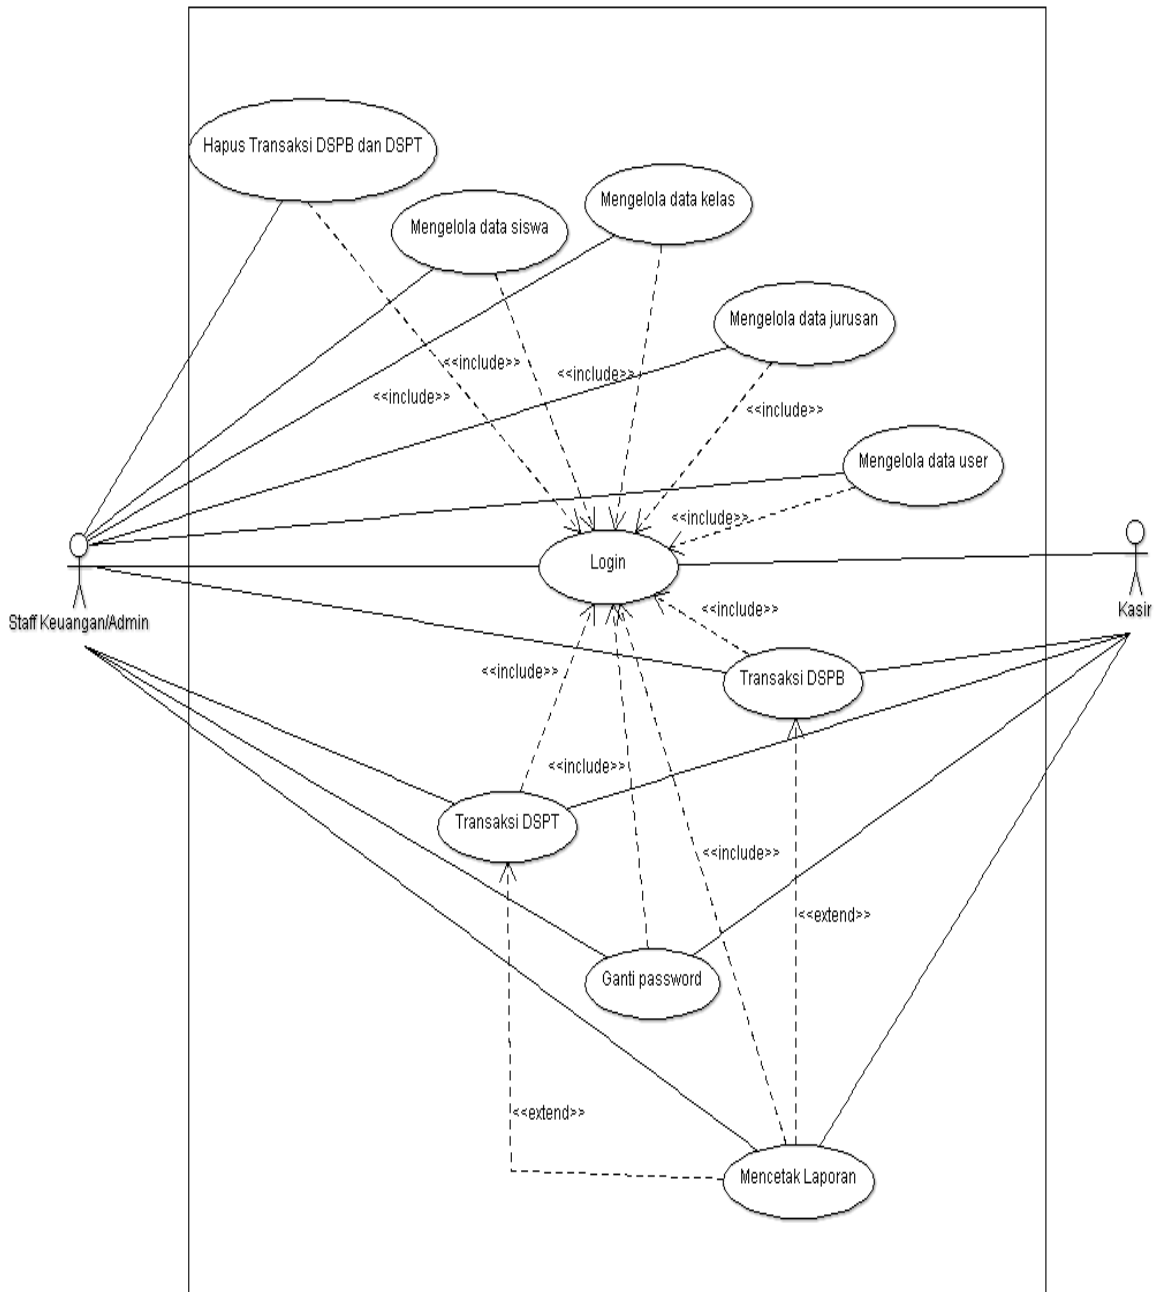 Hapus Transaksi DSPB dan DSPT
Mengelola data kelas
Mengelola data siswa
Mengelola data jurusan
<<include>>
<<include>>
<<include>>
<<include>>
Mengelola data user
<<include>>
Login
<<include>>
Staff Keuangan/Admin
Kasir
<<include>>
Transaksi DSPB
<<include>>
Transaksi DSPT
<<include>>
<<extend>>
Ganti password
<<extend>>
Mencetak Laporan